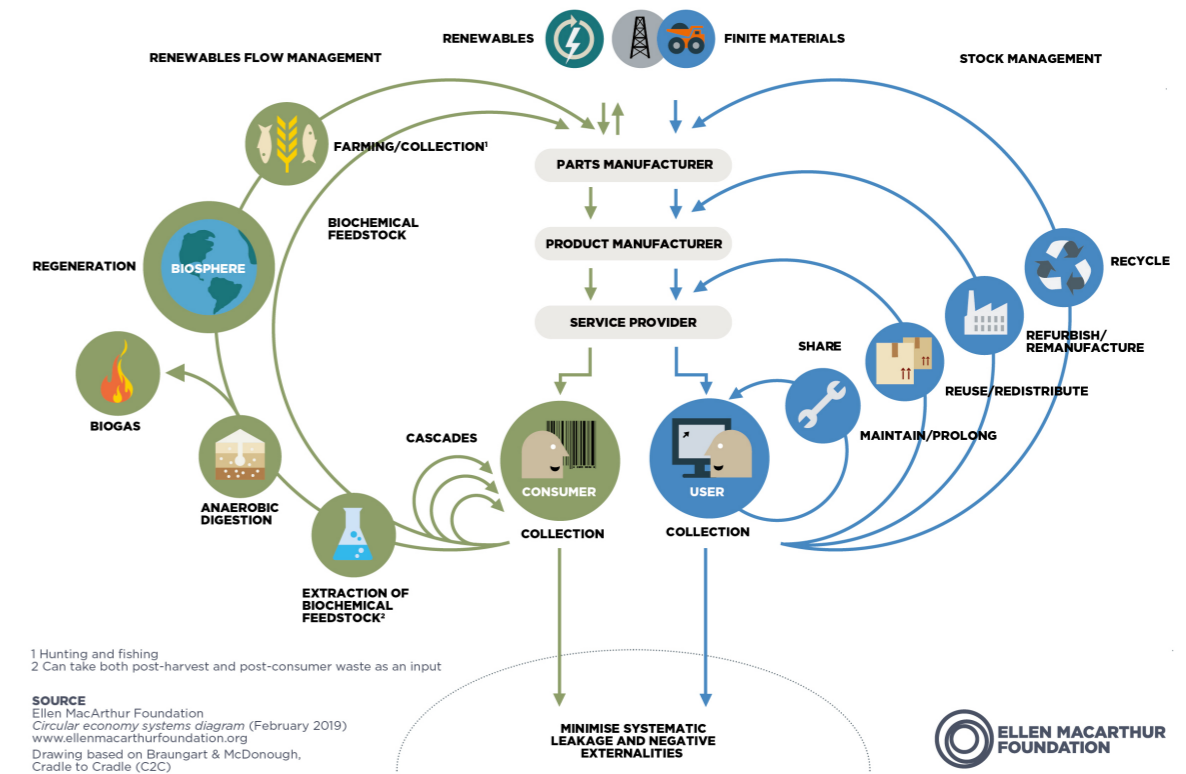 RENEWABLES
FINITE MATERIALS
RENEWABLES FLOW MANAGEMENT
STOCK MANAGEMENT
FARMING/COLLECTION¹
PARTS MANUFACTURER
BIOCHEMICAL
FEEDSTOCK
PRODUCT MANUFACTURER
REGENERATION
BIOSPHERE
RECYCLE
SERVICE PROVIDER
REFURBISH/
REMANUFACTURE
SHARE
REUSE/REDISTRIBUTE
BIOGAS
CASCADES
MAINTAIN/PROLONG
CONSUMER
USER
ANAEROBIC
DIGESTION
COLLECTION
COLLECTION
EXTRACTION OF
BIOCHEMICAL
FEEDSTOCK²
1 Hunting and fishing
2 Can take both post-harvest and post-consumer waste as an input
SOURCE
Ellen MacArthur Foundation
Circular economy systems diagram (February 2019)
www.ellenmacarthurfoundation.org
Drawing based on Braungart & McDonough,
Cradle to Cradle (C2C)
MINIMISE SYSTEMATIC
LEAKAGE AND NEGATIVE
EXTERNALITIES
ELLEN MACARTHUR
FOUNDATION